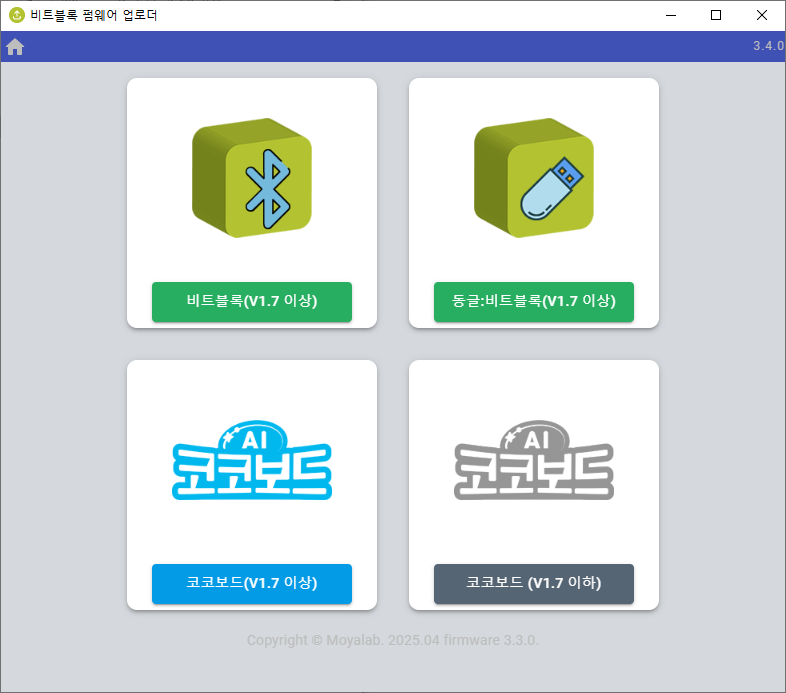 비트블록 펌웨어 업로더
3.4.0
비트블록(V1.7 이상)
동글:비트블록(V1.7 이상)
AI
코코보드
AI
코코보드
코코보드(V1.7 이상)
코코보드 (V1.7 이하)
Copyright © Moyalab. 2025.04 firmware 3.3.0.